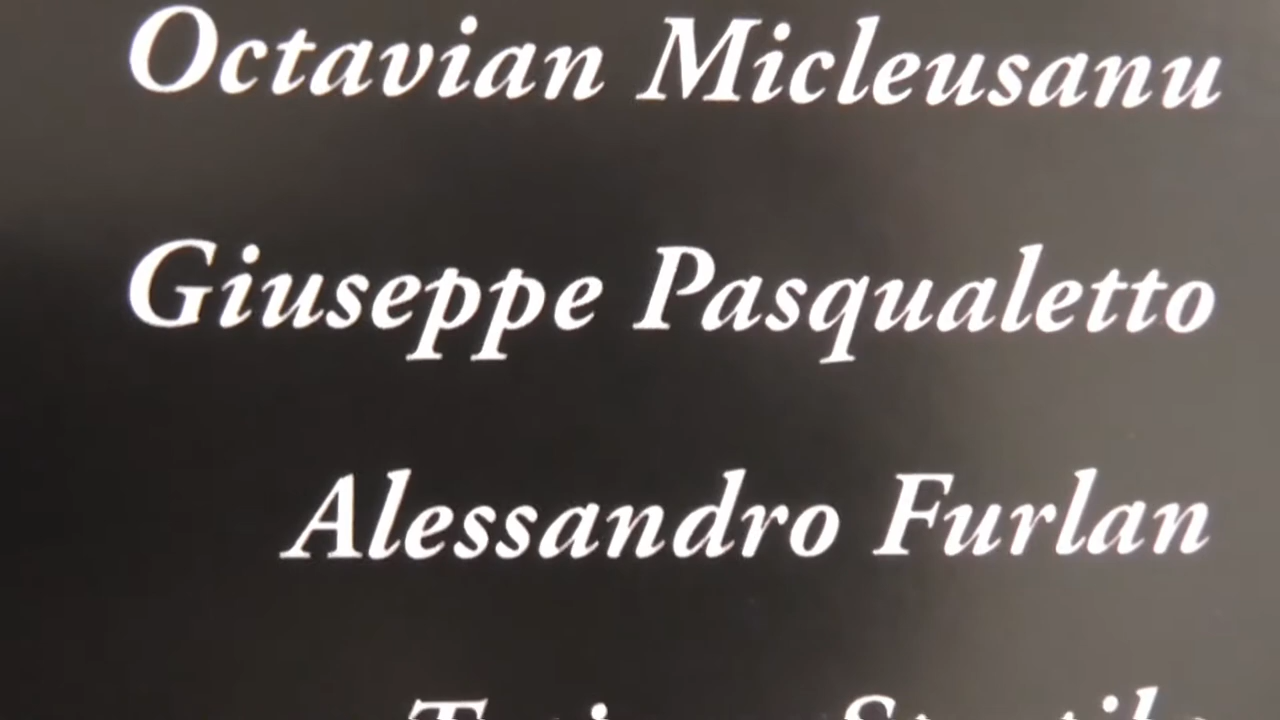 Octavian Micleusanu
Giuseppe Pasqualetto
Alessandro Furlan